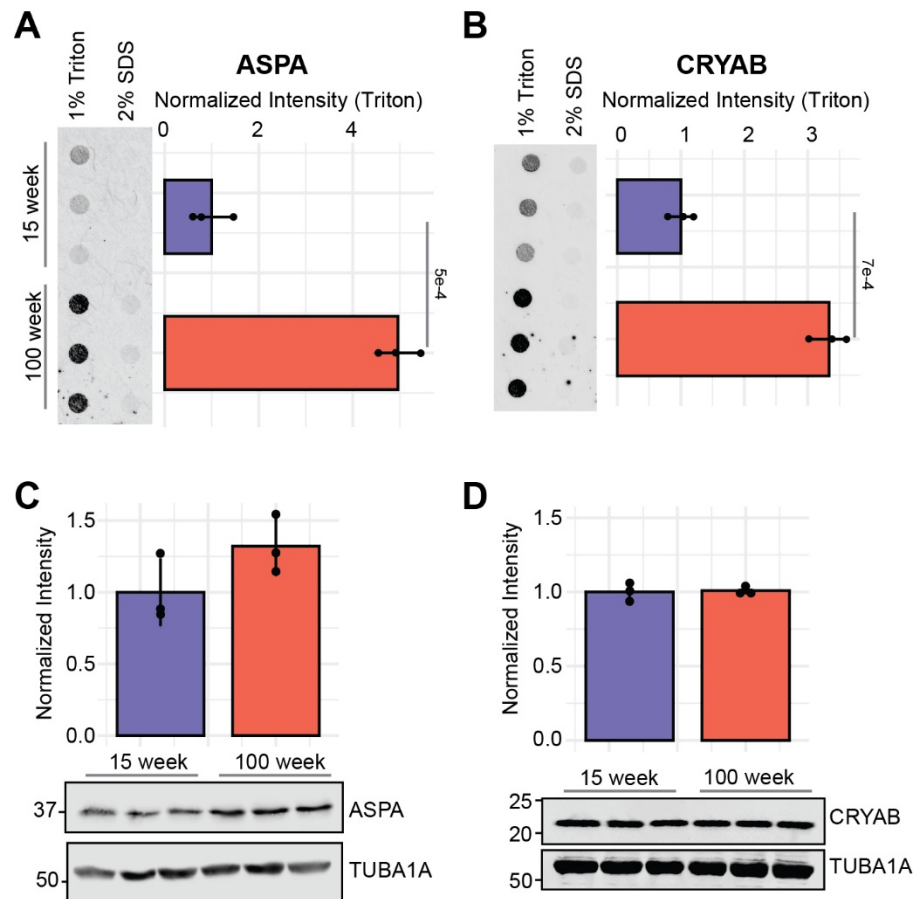 A
1% Triton
2% SDS
ASPA
Normalized Intensity (Triton)
0 2 4
15 week
100 week
5e-4
B
1% Triton
2% SDS
CRYAB
Normalized Intensity (Triton)
0 1 2 3
7e-4
C
Normalized Intensity
1.5
1.0
0.5
0.0
15 week 100 week
37 ASPA
50 TUBA1A
D
Normalized Intensity
1.5
1.0
0.5
0.0
15 week 100 week
25
20
CRYAB
50 TUBA1A